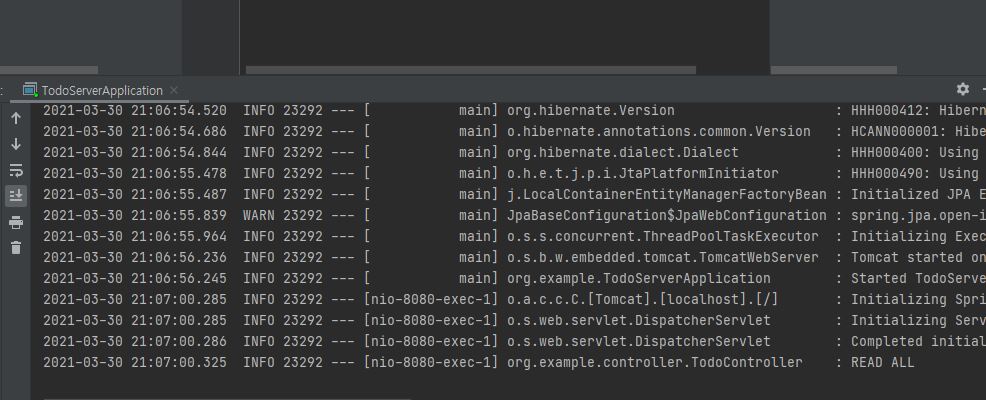 : TodoServerApplication ×
2021-03-30 21:06:54.520  INFO 23292 --- [           main] org.hibernate.Version                    : HHH000412: Hibern
2021-03-30 21:06:54.686  INFO 23292 --- [           main] o.hibernate.annotations.common.Version   : HCANN000001: Hibe
2021-03-30 21:06:54.844  INFO 23292 --- [           main] org.hibernate.dialect.Dialect            : HHH000400: Using
2021-03-30 21:06:55.478  INFO 23292 --- [           main] o.h.e.t.j.p.i.JtaPlatformInitiator       : HHH000490: Using
2021-03-30 21:06:55.487  INFO 23292 --- [           main] j.LocalContainerEntityManagerFactoryBean : Initialized JPA E
2021-03-30 21:06:55.839  WARN 23292 --- [           main] JpaBaseConfiguration$JpaWebConfiguration : spring.jpa.open-i
2021-03-30 21:06:55.964  INFO 23292 --- [           main] o.s.s.concurrent.ThreadPoolTaskExecutor  : Initializing Exec
2021-03-30 21:06:56.236  INFO 23292 --- [           main] o.s.b.w.embedded.tomcat.TomcatWebServer  : Tomcat started on
2021-03-30 21:06:56.245  INFO 23292 --- [           main] org.example.TodoServerApplication        : Started TodoServe
2021-03-30 21:07:00.285  INFO 23292 --- [nio-8080-exec-1] o.a.c.c.C.[Tomcat].[localhost].[/]       : Initializing Spri
2021-03-30 21:07:00.285  INFO 23292 --- [nio-8080-exec-1] o.s.web.servlet.DispatcherServlet        : Initializing Serv
2021-03-30 21:07:00.286  INFO 23292 --- [nio-8080-exec-1] o.s.web.servlet.DispatcherServlet        : Completed initial
2021-03-30 21:07:00.325  INFO 23292 --- [nio-8080-exec-1] org.example.controller.TodoController    : READ ALL